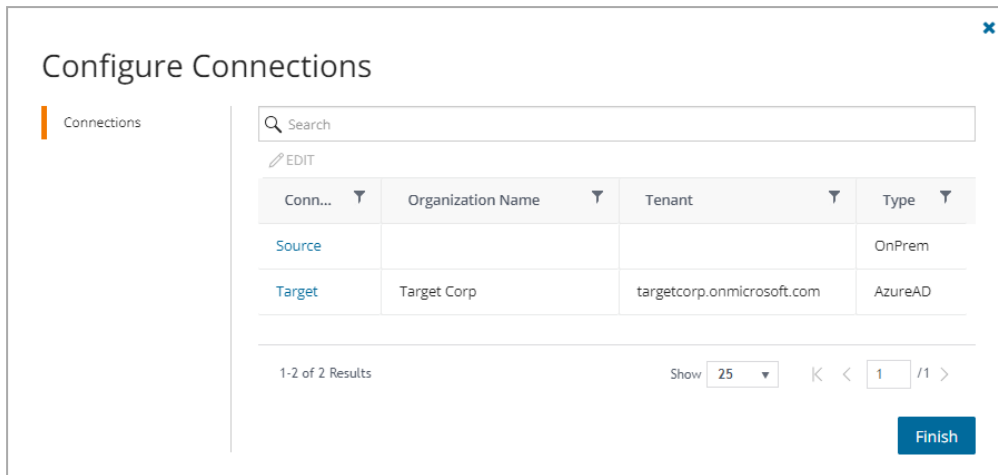 Configure Connections
Connections
Search
EDIT
Conn... Organization Name Tenant Type
Source OnPrem
Target Target Corp targetcorp.onmicrosoft.com AzureAD
1-2 of 2 Results Show 25 1 /1
Finish